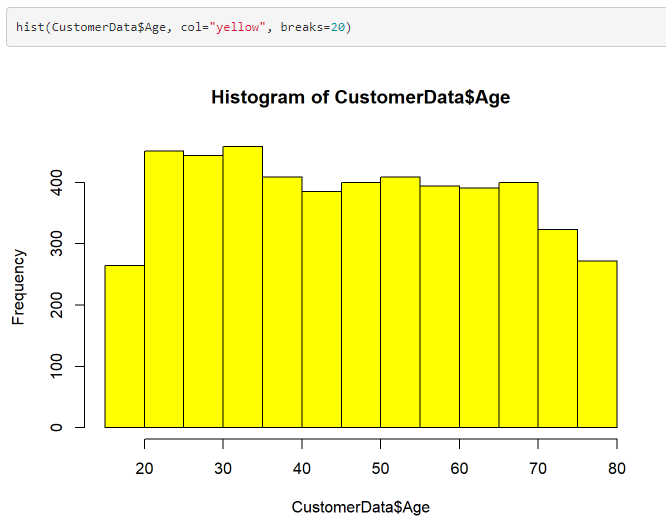 hist(CustomerData$Age, col="yellow", breaks=20)
Histogram of CustomerData$Age
Frequency
400
300
200
100
0
20 30 40 50 60 70 80
CustomerData$Age